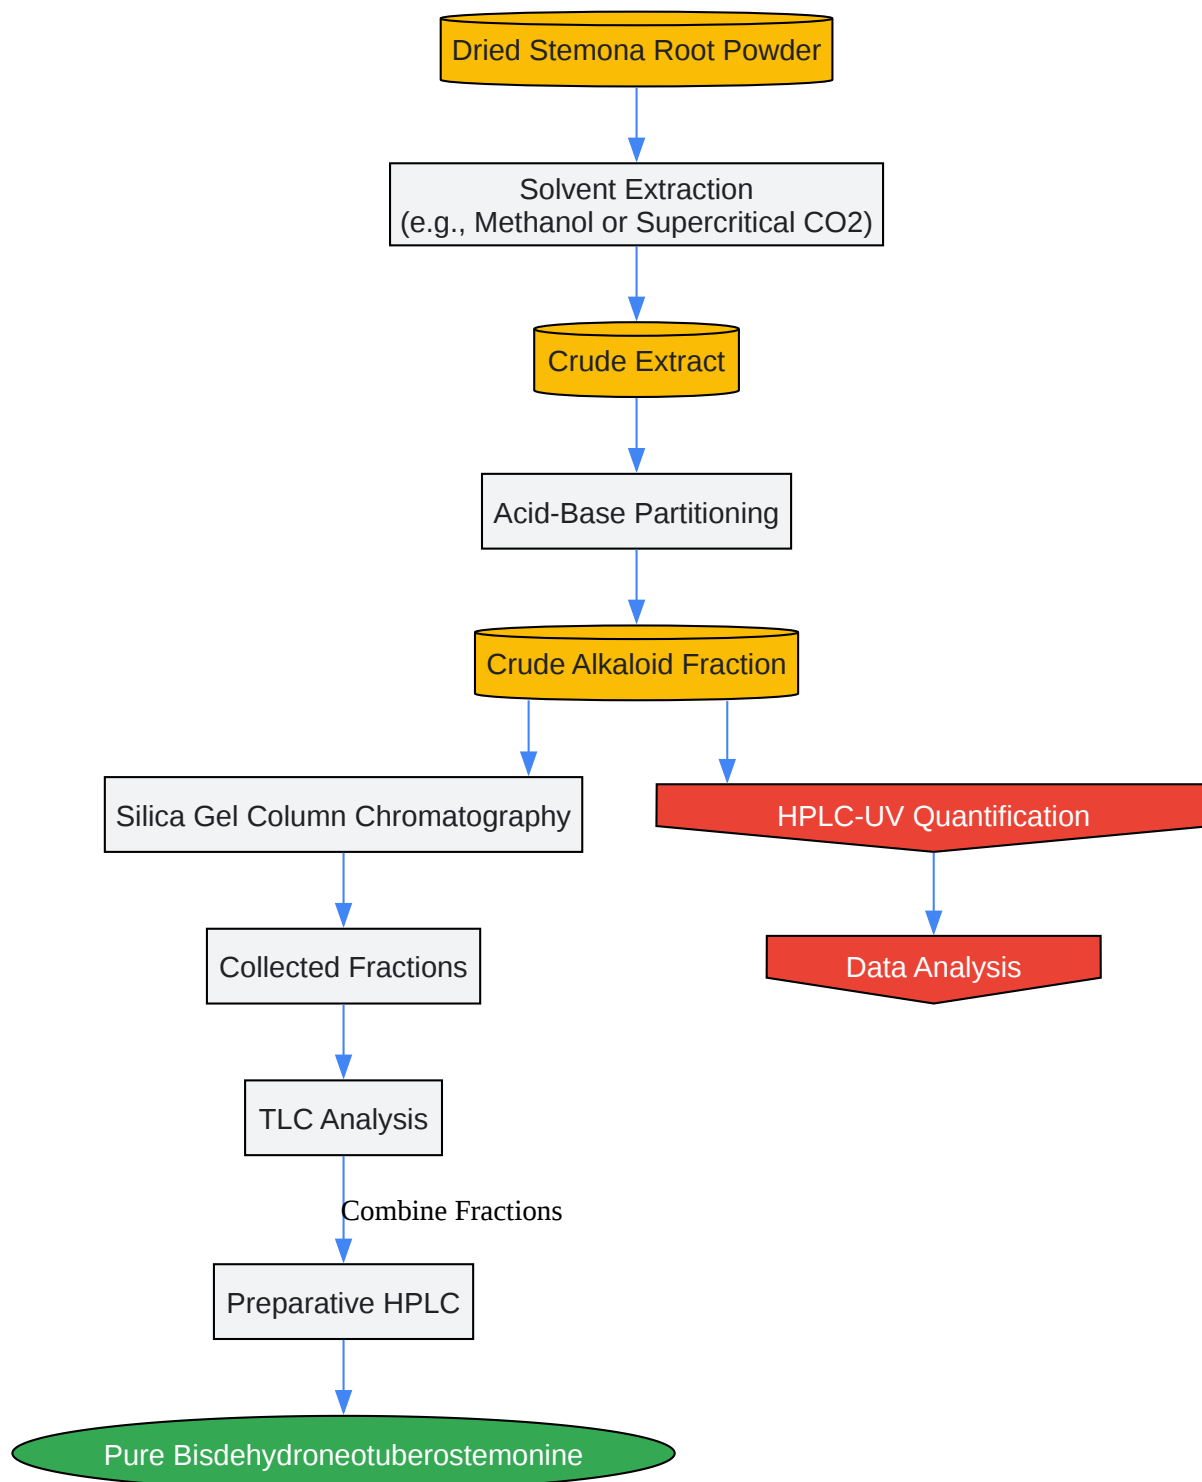 Dried Stemona Root Powder
Solvent Extraction
(e.g., Methanol or Supercritical CO2)
Crude Extract
Acid-Base Partitioning
Crude Alkaloid Fraction
Silica Gel Column Chromatography
HPLC-UV Quantification
Collected Fractions
Data Analysis
TLC Analysis
Combine Fractions
Preparative HPLC
Pure Bisdehydroneotuberostemonine